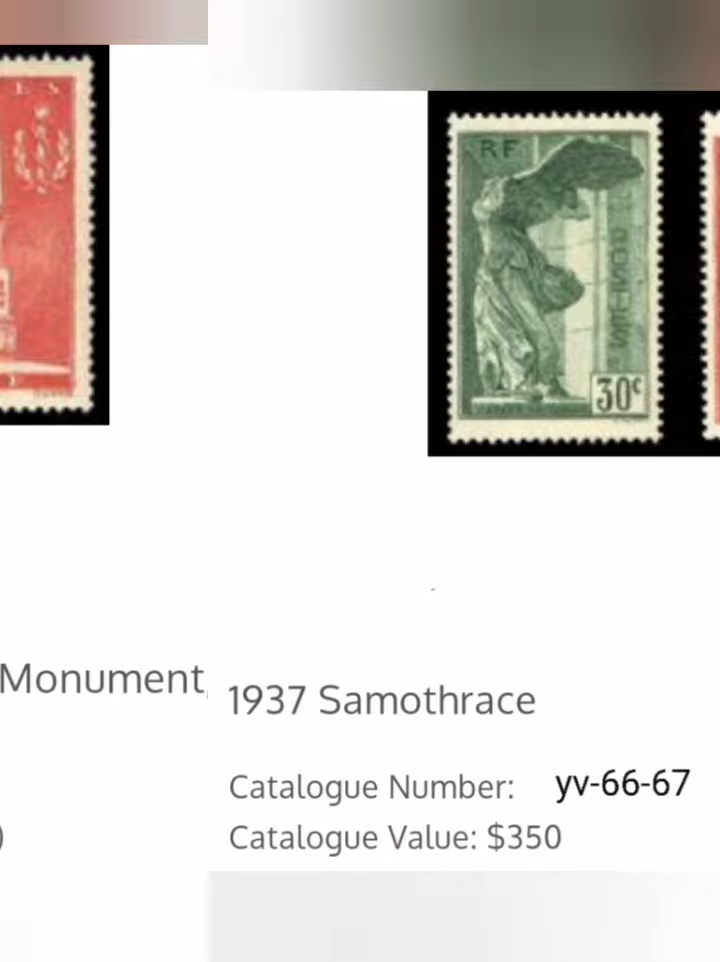 E S
RF
POSTES
30c
Monument,
1937 Samothrace
Catalogue Number: yv-66-67
Catalogue Value: $350
)